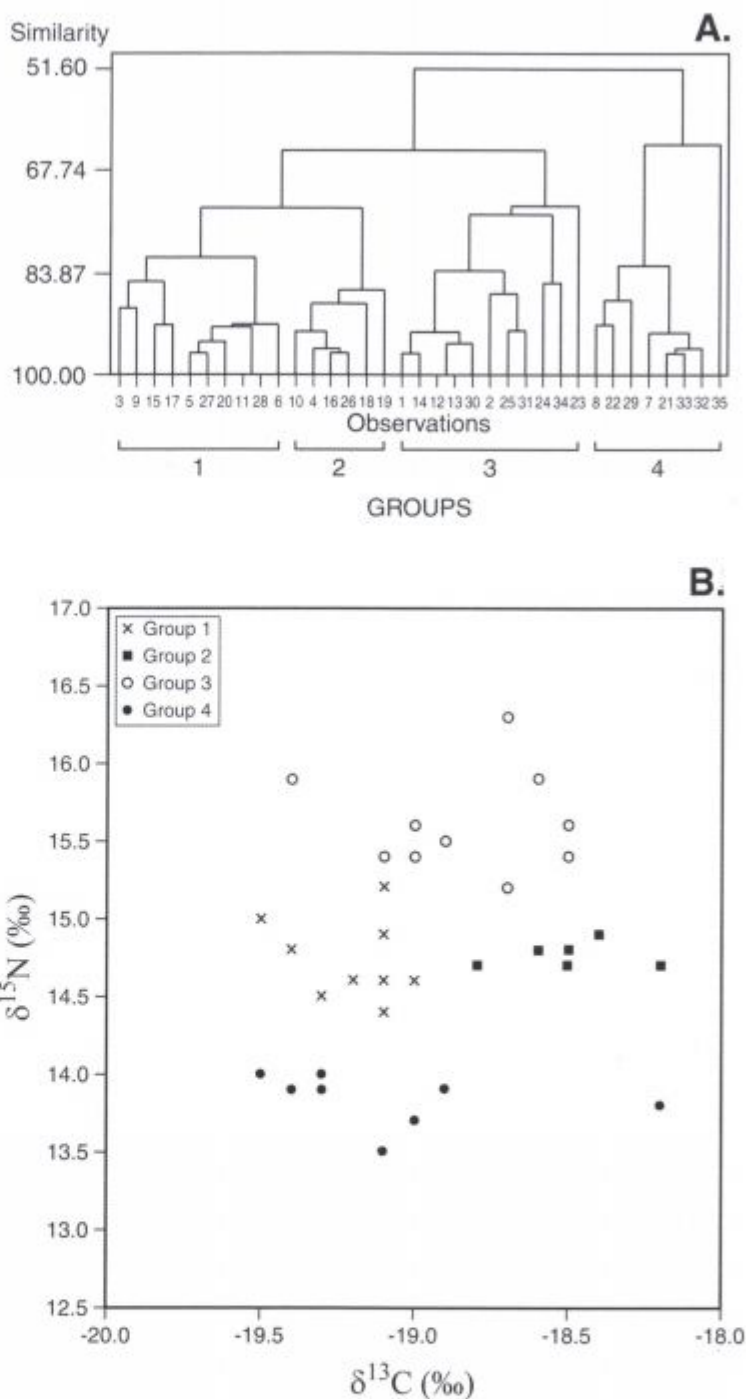 A.
Similarity
51.60
67.74
83.87
100.00
3 9 15 17 5 27 20 11 28 6 10 4 16 26 18 19 1 14 12 13 30 2 25 31 24 34 23 8 22 29 7 21 33 32 35
Observations
1 2 3 4
GROUPS
B.
17.0
16.5
16.0
15.5
15.0
14.5
14.0
13.5
13.0
12.5
× Group 1
■ Group 2
○ Group 3
● Group 4
δ15N (‰)
-20.0 -19.5 -19.0 -18.5 -18.0
δ13C (‰)